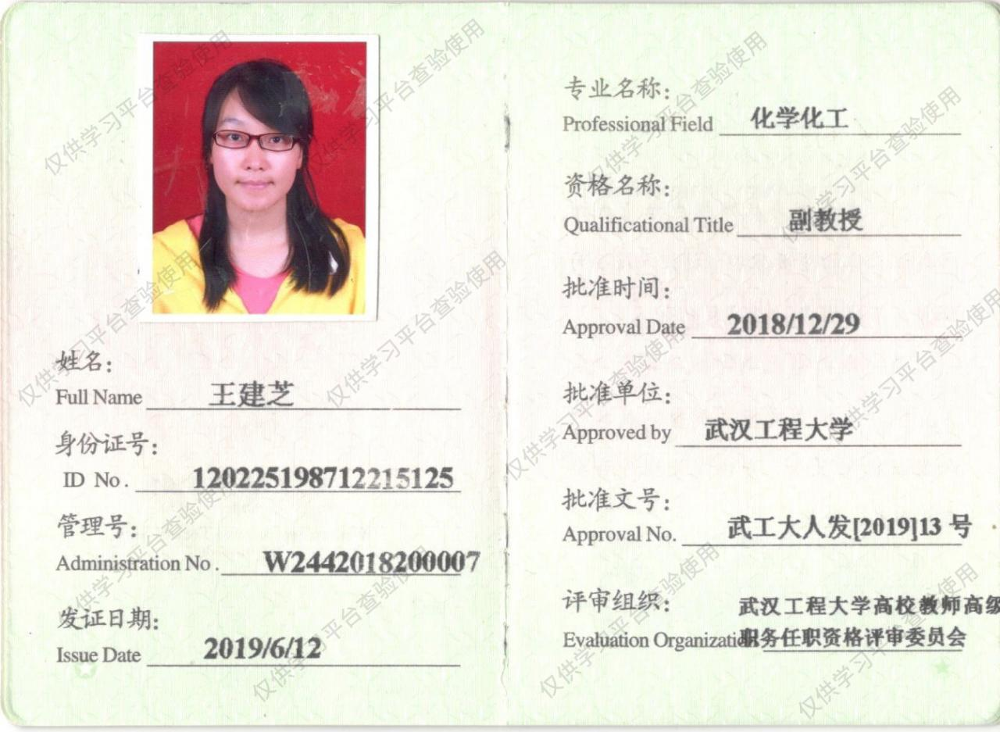 仅供学习平台查验使用
姓名:
Full Name 王建芝
身份证号:
ID No. 120225198712215125
管理号:
Administration No. W2442018200007
发证日期:
Issue Date 2019/6/12
专业名称:
Professional Field 化学化工
资格名称:
Qualificational Title 副教授
批准时间:
Approval Date 2018/12/29
批准单位:
Approved by 武汉工程大学
批准文号:
Approval No. 武工大人发[2019]13 号
评审组织: 武汉工程大学高校教师高级
Evaluation Organization 职务任职资格评审委员会